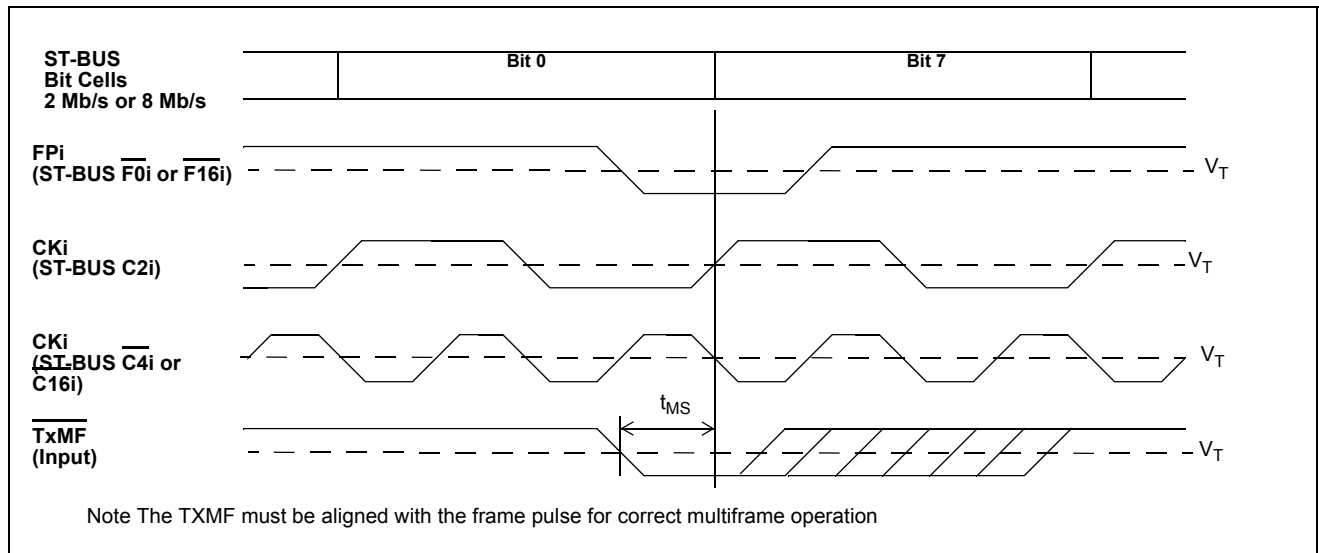 ST-BUS
Bit Cells
2 Mb/s or 8 Mb/s
Bit 0
Bit 7
FPi
(ST-BUS F0i or F16i)
VT
CKi
(ST-BUS C2i)
VT
CKi
(ST-BUS C4i or
C16i)
VT
tMS
TxMF
(Input)
VT
Note The TXMF must be aligned with the frame pulse for correct multiframe operation